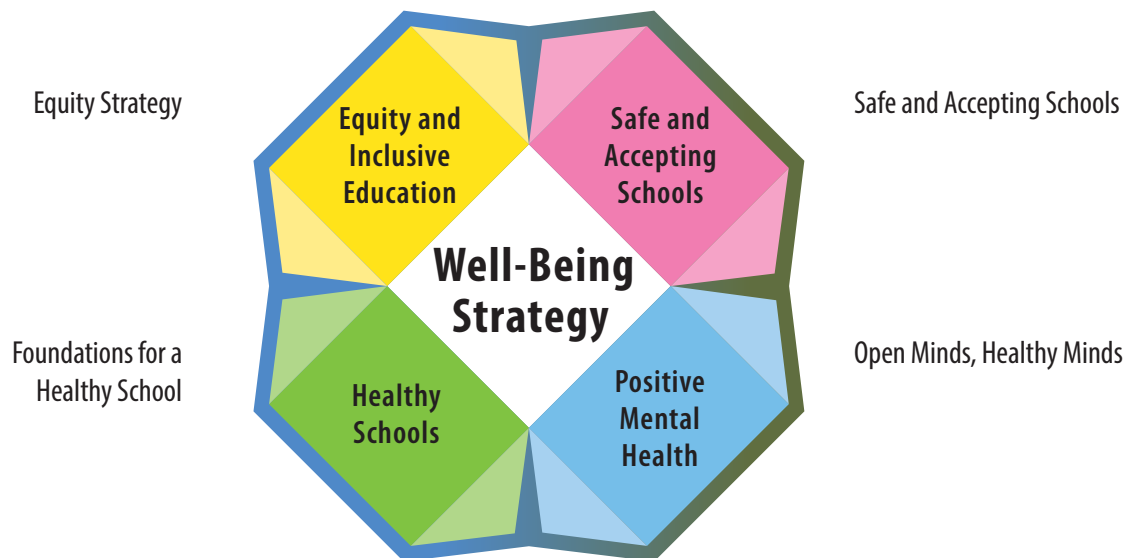 Equity Strategy
Equity and
Inclusive
Education
Safe and
Accepting
Schools
Safe and Accepting Schools
Well-Being
Strategy
Foundations for a
Healthy School
Healthy
Schools
Positive
Mental
Health
Open Minds, Healthy Minds